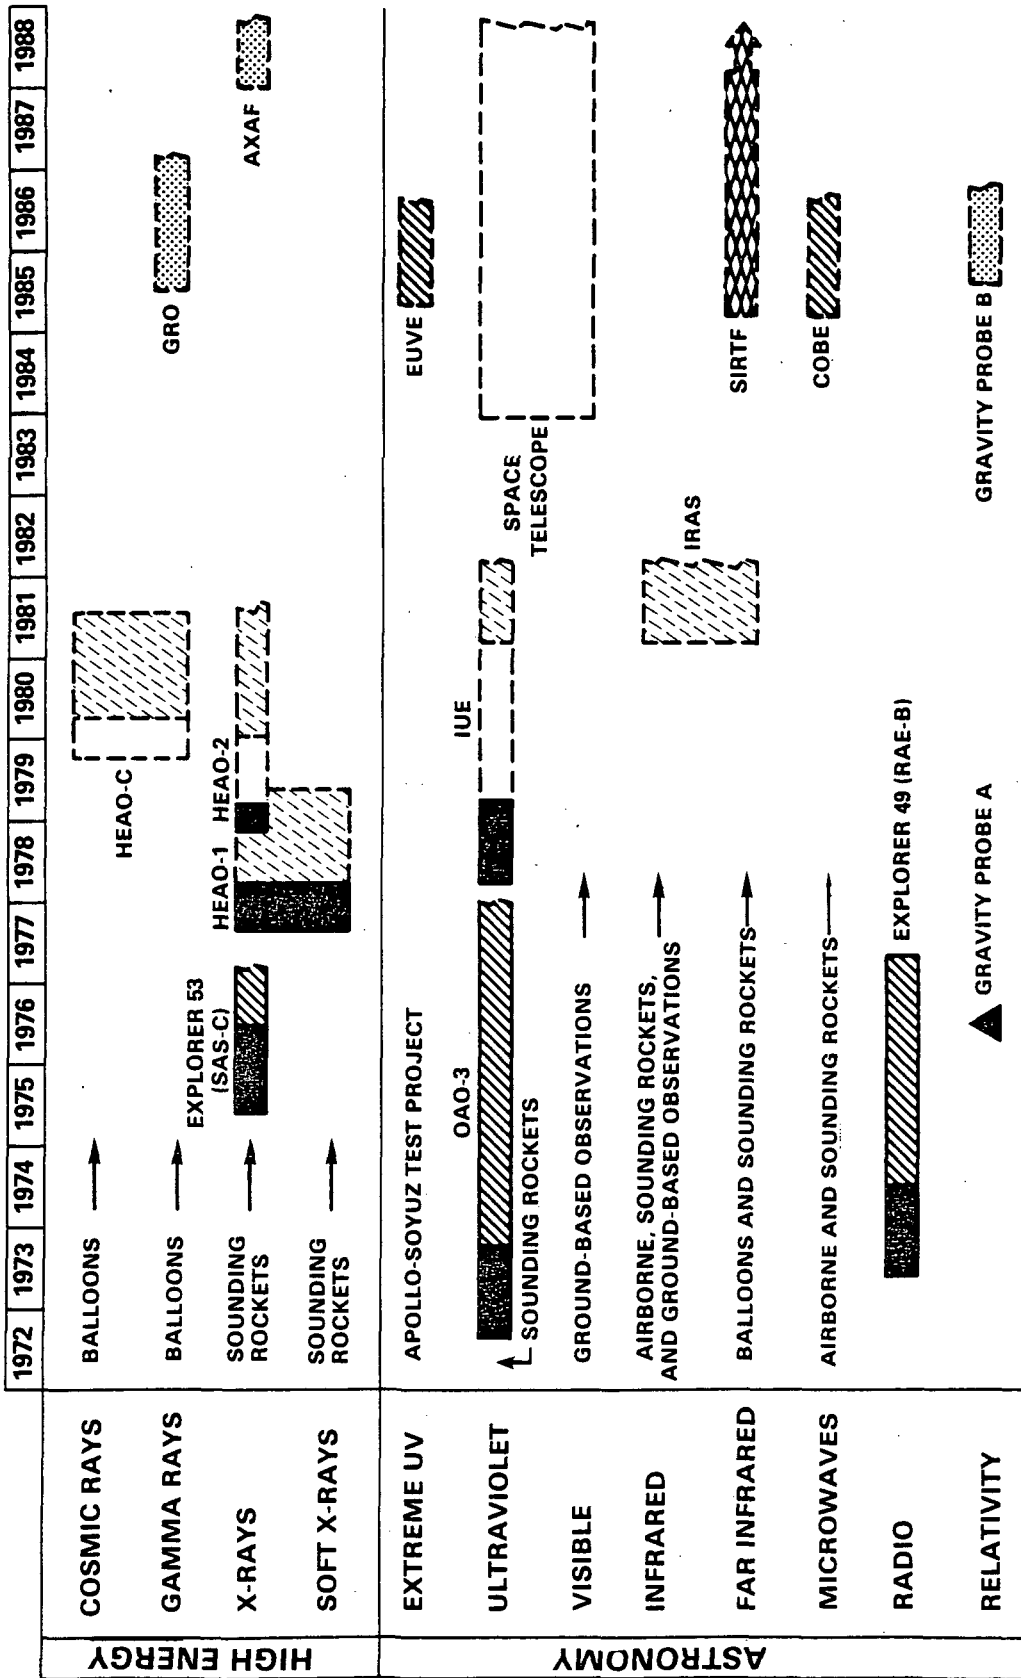 1972 1973 1974 1975 1976 1977 1978 1979 1980 1981 1982 1983 1984 1985 1986 1987 1988
HIGH ENERGY
COSMIC RAYS
BALLOONS
HEAO-C
GAMMA RAYS
BALLOONS
GRO
X-RAYS
SOUNDING
ROCKETS
EXPLORER 53
(SAS-C)
HEAO-1
HEAO-2
AXAF
SOFT X-RAYS
SOUNDING
ROCKETS
ASTRONOMY
EXTREME UV
APOLLO-SOYUZ TEST PROJECT
EUVE
ULTRAVIOLET
OAO-3
SOUNDING ROCKETS
IUE
SPACE
TELESCOPE
VISIBLE
GROUND-BASED OBSERVATIONS
INFRARED
AIRBORNE, SOUNDING ROCKETS,
AND GROUND-BASED OBSERVATIONS
IRAS
FAR INFRARED
BALLOONS AND SOUNDING ROCKETS
SIRTF
MICROWAVES
AIRBORNE AND SOUNDING ROCKETS
COBE
RADIO
EXPLORER 49 (RAE-B)
RELATIVITY
GRAVITY PROBE A
GRAVITY PROBE B